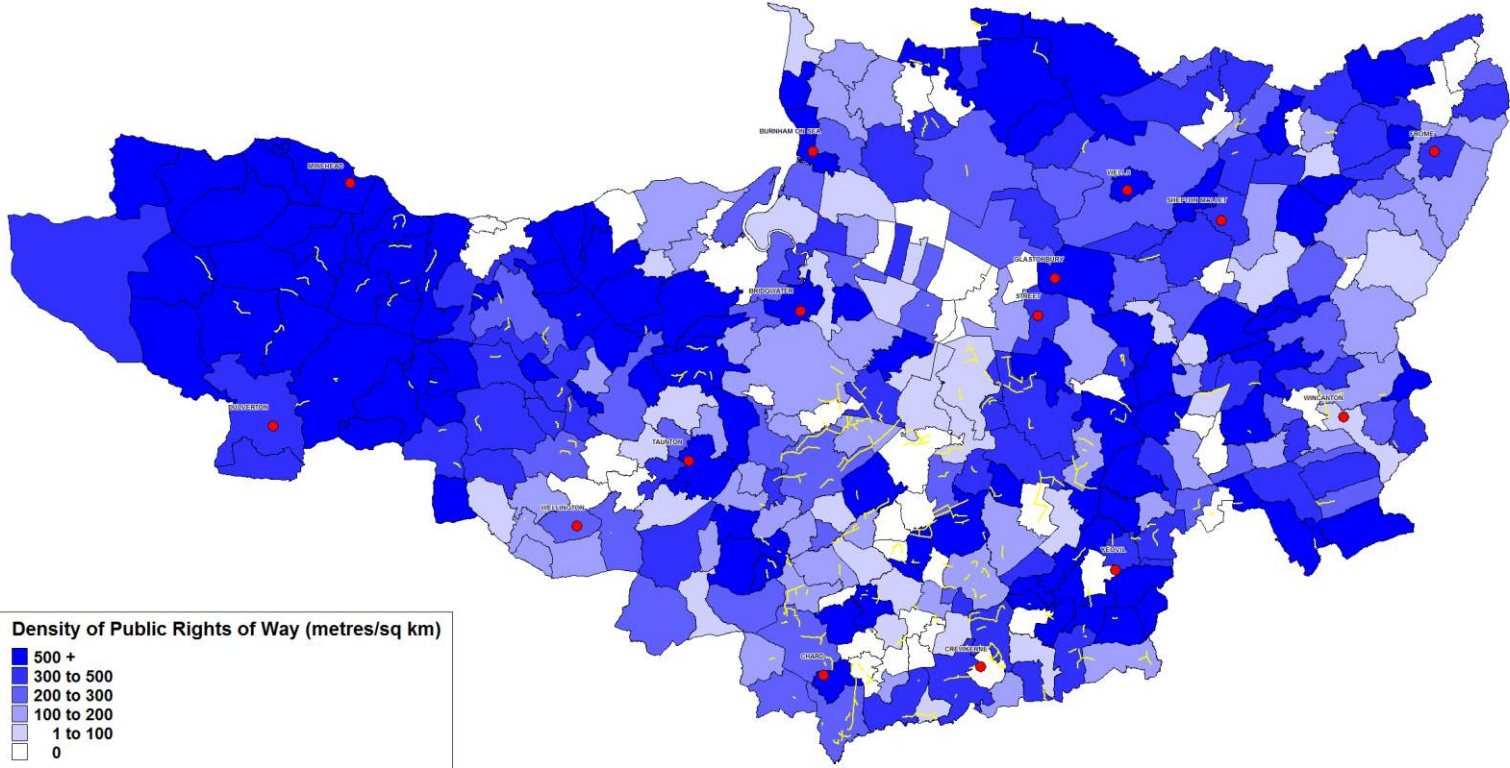 BURNHAM ON SEA
FROME
MINEHEAD
WELLS
SHEPTON MALLET
GLASTONBURY
BRIDGWATER
STREET
WINCANTON
DULVERTON
TAUNTON
WELLINGTON
YEOVIL
CREWKERNE
CHARD
Density of Public Rights of Way (metres/sq km)
500 +
300 to 500
200 to 300
100 to 200
1 to 100
0